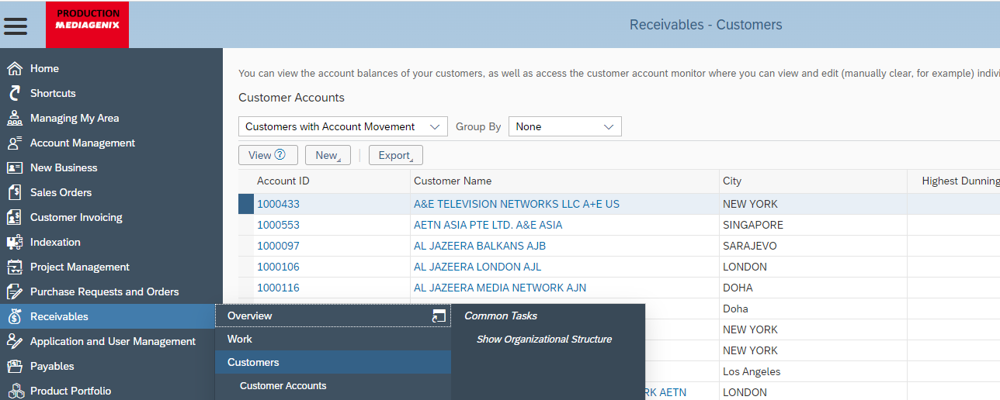 PRODUCTION
MEDIAGENIX
Receivables - Customers
Home
Shortcuts
Managing My Area
Account Management
New Business
Sales Orders
Customer Invoicing
Indexation
Project Management
Purchase Requests and Orders
Receivables
Application and User Management
Payables
Product Portfolio
You can view the account balances of your customers, as well as access the customer account monitor where you can view and edit (manually clear, for example) indivi
Customer Accounts
Customers with Account Movement Group By None
View ? New Export
Account ID Customer Name City Highest Dunning
1000433 A&E TELEVISION NETWORKS LLC A+E US NEW YORK
1000553 AETN ASIA PTE LTD. A&E ASIA SINGAPORE
1000097 AL JAZEERA BALKANS AJB SARAJEVO
1000106 AL JAZEERA LONDON AJL LONDON
1000116 AL JAZEERA MEDIA NETWORK AJN DOHA
Doha
NEW YORK
NEW YORK
Los Angeles
RK AETN LONDON
Overview
Work
Customers
Customer Accounts
Common Tasks
Show Organizational Structure